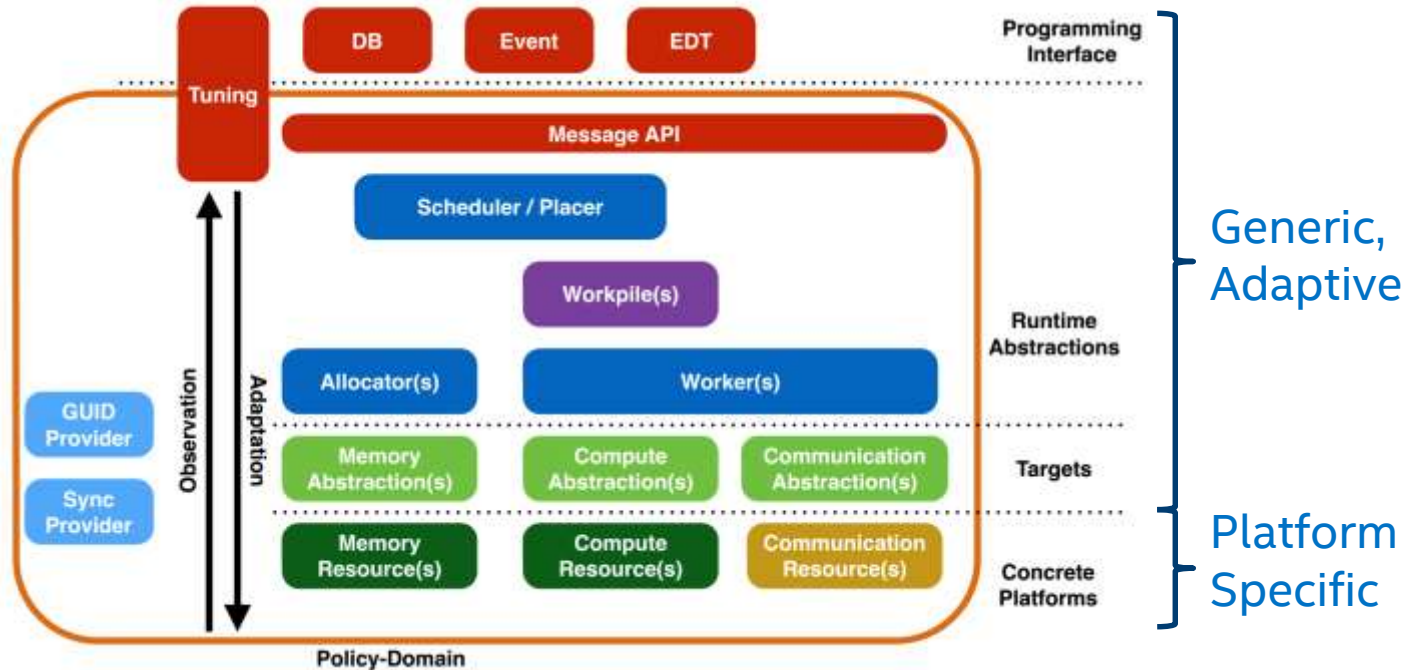 DB
Event
EDT
Programming
Interface
Tuning
Message API
Scheduler / Placer
Generic,
Adaptive
Workpile(s)
Runtime
Abstractions
Allocator(s)
Worker(s)
GUID
Provider
Observation
Adaptation
Memory
Abstraction(s)
Compute
Abstraction(s)
Communication
Abstraction(s)
Targets
Sync
Provider
Memory
Resource(s)
Compute
Resource(s)
Communication
Resource(s)
Concrete
Platforms
Platform
Specific
Policy-Domain